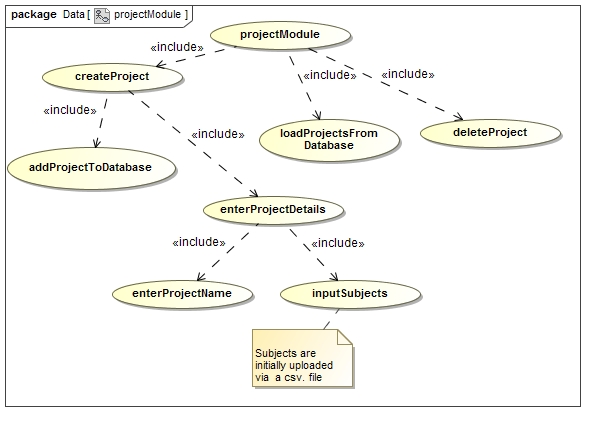 package Data [ projectModule ]
projectModule
«include»
createProject
«include»
«include»
«include»
«include»
loadProjectsFrom
Database
deleteProject
addProjectToDatabase
enterProjectDetails
«include»
«include»
enterProjectName
inputSubjects
Subjects are
initially uploaded
via a csv. file